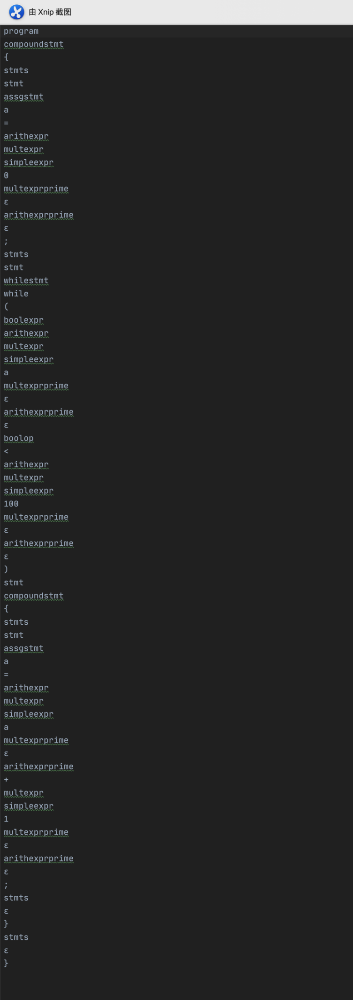 由 Xnip 截图
program
compoundstmt
{
stmts
stmt
assgstmt
a
=
arithexpr
multexpr
simpleexpr
0
multexprprime
ε
arithexprprime
ε
;
stmts
stmt
whilestmt
while
(
boolexpr
arithexpr
multexpr
simpleexpr
a
multexprprime
ε
arithexprprime
ε
boolop
<
arithexpr
multexpr
simpleexpr
100
multexprprime
ε
arithexprprime
ε
)
stmt
compoundstmt
{
stmts
stmt
assgstmt
a
=
arithexpr
multexpr
simpleexpr
a
multexprprime
ε
arithexprprime
+
multexpr
simpleexpr
1
multexprprime
ε
arithexprprime
ε
;
stmts
ε
}
stmts
ε
}